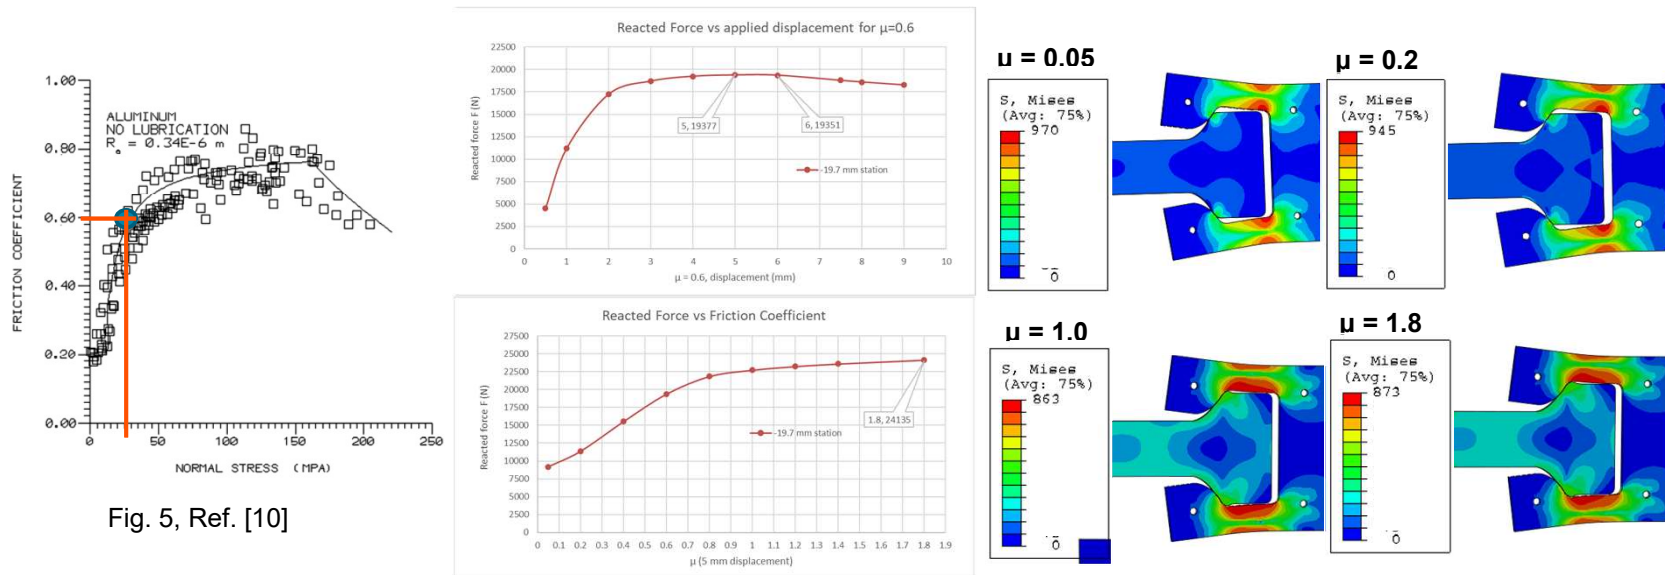 1.00
0.80
0.60
0.40
0.20
0.00
FRICTION COEFFICIENT
ALUMINUM
NO LUBRICATION
R = 0.34E-6 m
0
50
100
150
200
250
NORMAL STRESS (MPA)
Fig. 5, Ref. [10]
Reacted Force vs applied displacement for μ=0.6
22500
20000
17500
15000
12500
10000
7500
5000
2500
0
Reacted force F (N)
5, 19377
6, 19351
-19.7 mm station
0 1 2 3 4 5 6 7 8 9 10
μ = 0.6, displacement (mm)
Reacted Force vs Friction Coefficient
27500
25000
22500
20000
17500
15000
12500
10000
7500
5000
2500
0
Reacted force F (N)
1.8, 24135
-19.7 mm station
0 0.1 0.2 0.3 0.4 0.5 0.6 0.7 0.8 0.9 1 1.1 1.2 1.3 1.4 1.5 1.6 1.7 1.8 1.9
μ (5 mm displacement)
μ = 0.05
S, Mises
(Avg: 75%)
970
0
μ = 0.2
S, Mises
(Avg: 75%)
945
0
μ = 1.0
S, Mises
(Avg: 75%)
863
0
μ = 1.8
S, Mises
(Avg: 75%)
873
0